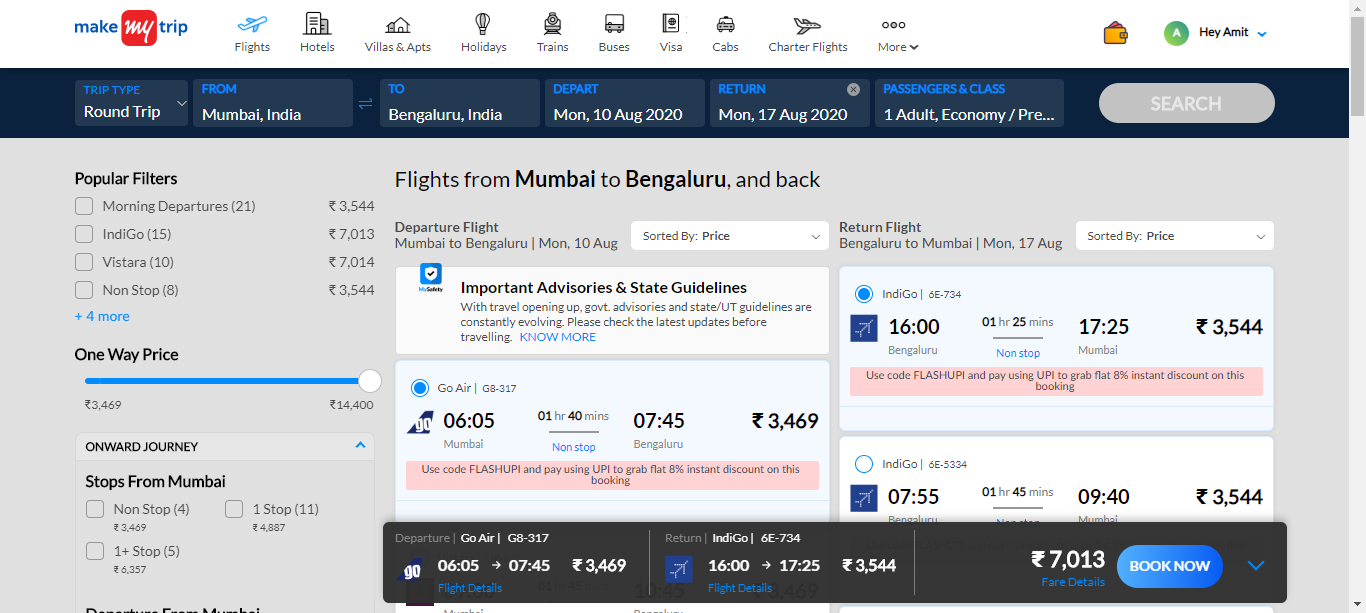 make my trip
Flights
Hotels
Villas & Apts
Holidays
Trains
Buses
Visa
Cabs
Charter Flights
More
A
Hey Amit
TRIP TYPE
Round Trip
FROM
Mumbai, India
TO
Bengaluru, India
DEPART
Mon, 10 Aug 2020
RETURN
Mon, 17 Aug 2020
PASSENGERS & CLASS
1 Adult, Economy / Pre...
SEARCH
Popular Filters
Morning Departures (21) ₹ 3,544
IndiGo (15) ₹ 7,013
Vistara (10) ₹ 7,014
Non Stop (8) ₹ 3,544
+ 4 more
One Way Price
₹3,469 ₹14,400
ONWARD JOURNEY
Stops From Mumbai
Non Stop (4) 1 Stop (11)
₹ 3,469 ₹ 4,887
1+ Stop (5)
₹ 6,357
Departure From Mumbai
Flights from Mumbai to Bengaluru, and back
Departure Flight
Mumbai to Bengaluru | Mon, 10 Aug
Sorted By: Price
MySafety
Important Advisories & State Guidelines
With travel opening up, govt. advisories and state/UT guidelines are
constantly evolving. Please check the latest updates before
travelling. KNOW MORE
Go Air | G8-317
go 06:05 01 hr 40 mins 07:45 ₹ 3,469
Mumbai Non stop Bengaluru
Use code FLASHUPI and pay using UPI to grab flat 8% instant discount on this
booking
Return Flight
Bengaluru to Mumbai | Mon, 17 Aug
Sorted By: Price
IndiGo | 6E-734
16:00 01 hr 25 mins 17:25 ₹ 3,544
Bengaluru Non stop Mumbai
Use code FLASHUPI and pay using UPI to grab flat 8% instant discount on this
booking
IndiGo | 6E-5334
07:55 01 hr 45 mins 09:40 ₹ 3,544
Bengaluru Non stop Mumbai
Departure | Go Air | G8-317
go 06:05 → 07:45 ₹ 3,469
Flight Details
Return | IndiGo | 6E-734
16:00 → 17:25 ₹ 3,544
Flight Details
₹ 7,013
Fare Details
BOOK NOW
Mumbai
Bengaluru